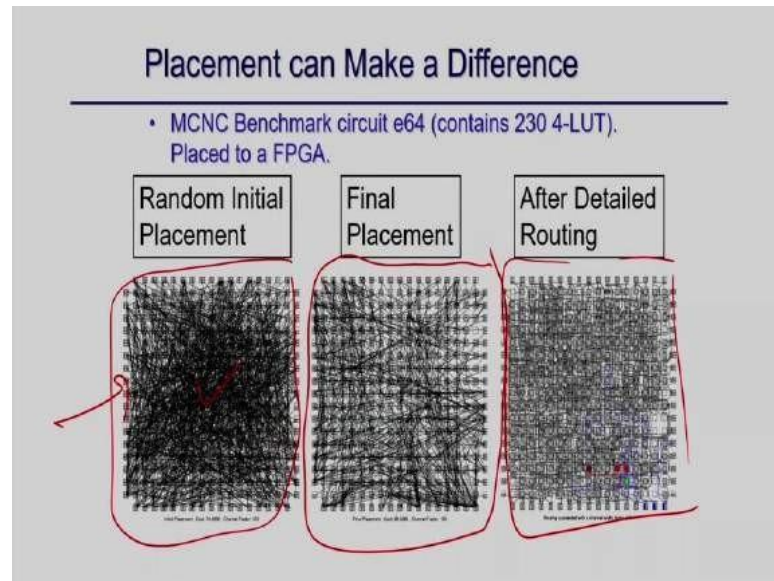 Placement can Make a Difference
• MCNC Benchmark circuit e64 (contains 230 4-LUT).
Placed to a FPGA.
Random Initial
Placement
Final
Placement
After Detailed
Routing